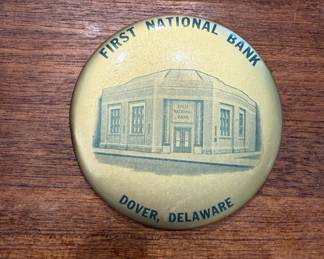 FIRST NATIONAL BANK
FIRST
NATIONAL
BANK
DOVER, DELAWARE